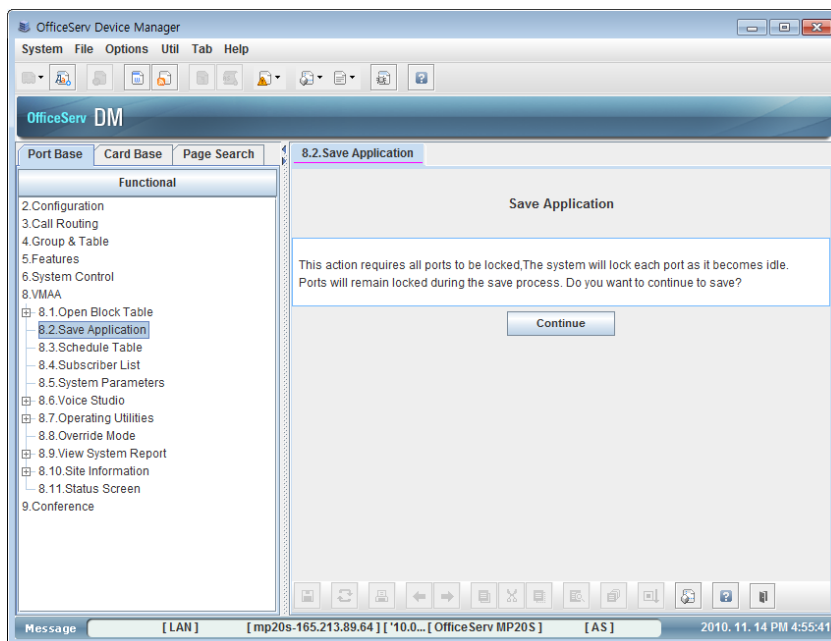 OfficeServ Device Manager
System File Options Util Tab Help
OfficeServ DM
Port Base Card Base Page Search
Functional
2.Configuration
3.Call Routing
4.Group & Table
5.Features
6.System Control
8.VMAA
8.1.Open Block Table
8.2.Save Application
8.3.Schedule Table
8.4.Subscriber List
8.5.System Parameters
8.6.Voice Studio
8.7.Operating Utilities
8.8.Override Mode
8.9.View System Report
8.10.Site Information
8.11.Status Screen
9.Conference
8.2.Save Application
Save Application
This action requires all ports to be locked,The system will lock each port as it becomes idle.
Ports will remain locked during the save process. Do you want to continue to save?
Continue
Message [LAN] [mp20s-165.213.89.64] ['10.0... [OfficeServ MP20S] [AS] 2010. 11. 14 PM 4:55:41